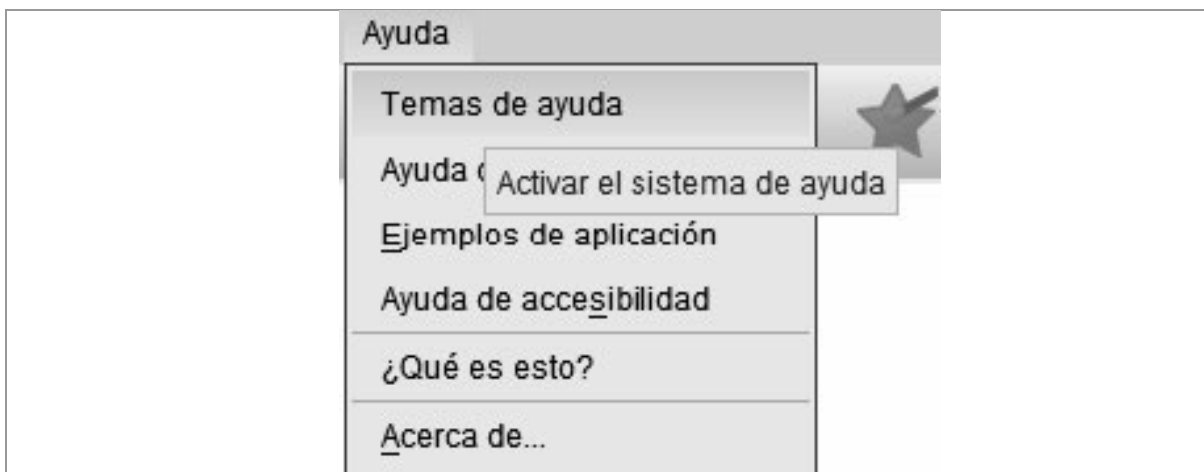 Ayuda
Temas de ayuda
Ayuda
Activar el sistema de ayuda
Ejemplos de aplicación
Ayuda de accesibilidad
¿Qué es esto?
Acerca de...